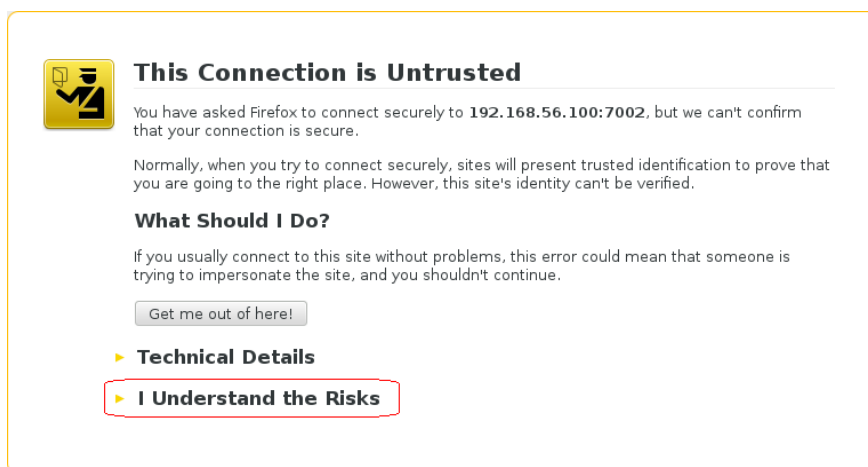 This Connection is Untrusted
You have asked Firefox to connect securely to 192.168.56.100:7002, but we can't confirm
that your connection is secure.
Normally, when you try to connect securely, sites will present trusted identification to prove that
you are going to the right place. However, this site's identity can't be verified.
What Should I Do?
If you usually connect to this site without problems, this error could mean that someone is
trying to impersonate the site, and you shouldn't continue.
Get me out of here!
Technical Details
I Understand the Risks